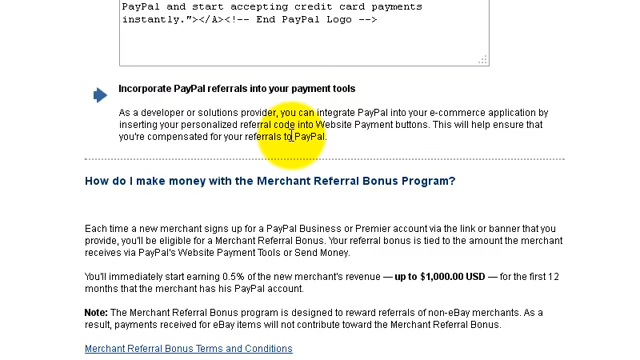 PayPal and start accepting credit card payments
instantly."></A><!-- End PayPal Logo -->
Incorporate PayPal referrals into your payment tools
As a developer or solutions provider, you can integrate PayPal into your e-commerce application by
inserting your personalized referral code into Website Payment buttons. This will help ensure that
you're compensated for your referrals to PayPal.
How do I make money with the Merchant Referral Bonus Program?
Each time a new merchant signs up for a PayPal Business or Premier account via the link or banner that you
provide, you'll be eligible for a Merchant Referral Bonus. Your referral bonus is tied to the amount the merchant
receives via PayPal's Website Payment Tools or Send Money.
You'll immediately start earning 0.5% of the new merchant's revenue — up to $1,000.00 USD — for the first 12
months that the merchant has his PayPal account.
Note: The Merchant Referral Bonus program is designed to reward referrals of non-eBay merchants. As a
result, payments received for eBay items will not contribute toward the Merchant Referral Bonus.
Merchant Referral Bonus Terms and Conditions